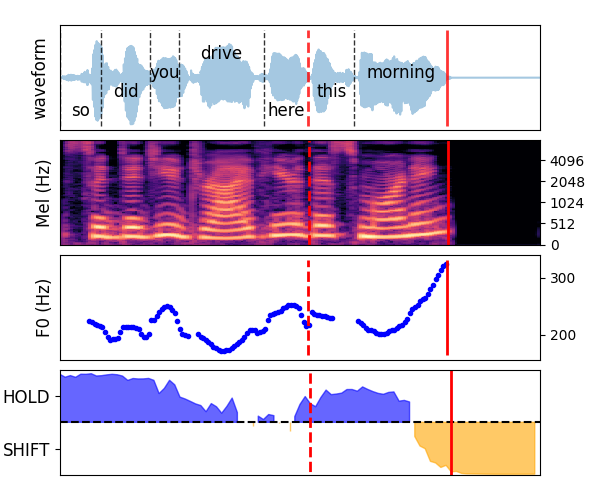 waveform
so did you drive here this morning
Mel (Hz)
4096
2048
1024
512
0
F0 (Hz)
300
200
HOLD
SHIFT